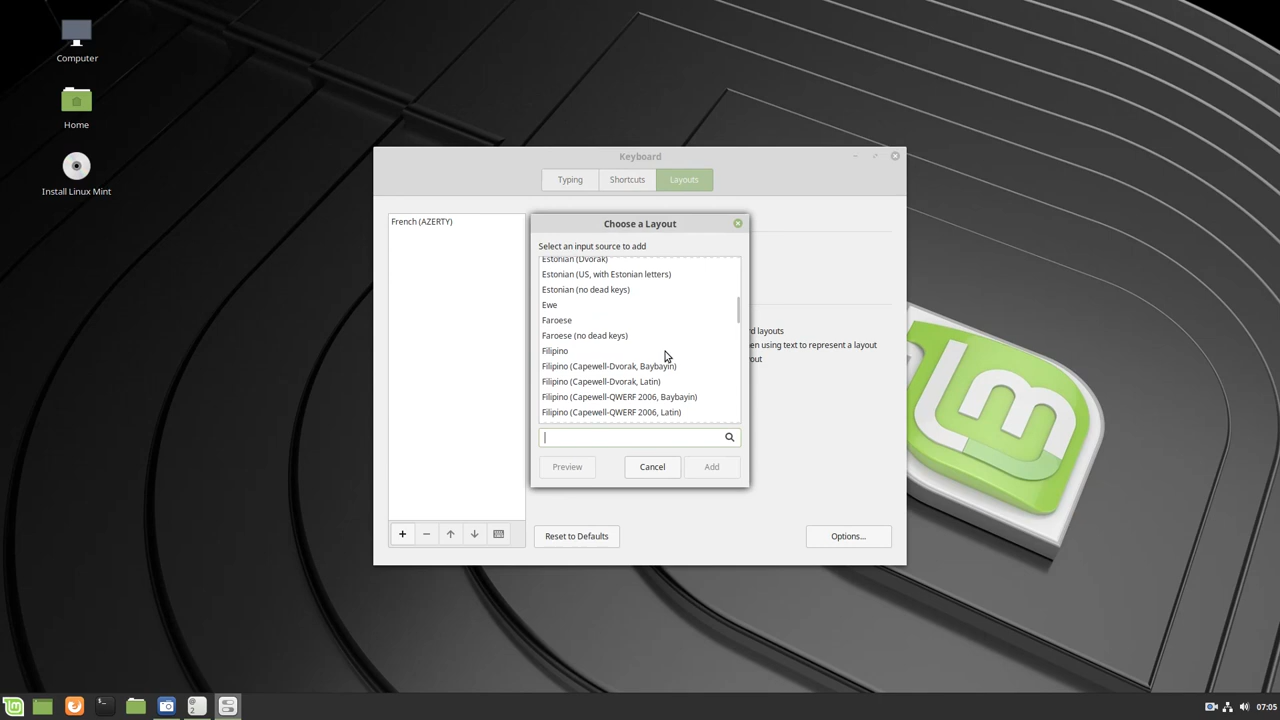 Computer
Home
Install Linux Mint
Keyboard
Typing
Shortcuts
Layouts
French (AZERTY)
Choose a Layout
Select an input source to add
Estonian (Dvorak)
Estonian (US, with Estonian letters)
Estonian (no dead keys)
Ewe
Faroese
Faroese (no dead keys)
Filipino
Filipino (Capewell-Dvorak, Baybayin)
Filipino (Capewell-Dvorak, Latin)
Filipino (Capewell-QWERF 2006, Baybayin)
Filipino (Capewell-QWERF 2006, Latin)
Preview
Cancel
Add
layouts
en using text to represent a layout
out
Reset to Defaults
Options...
lm
07:05